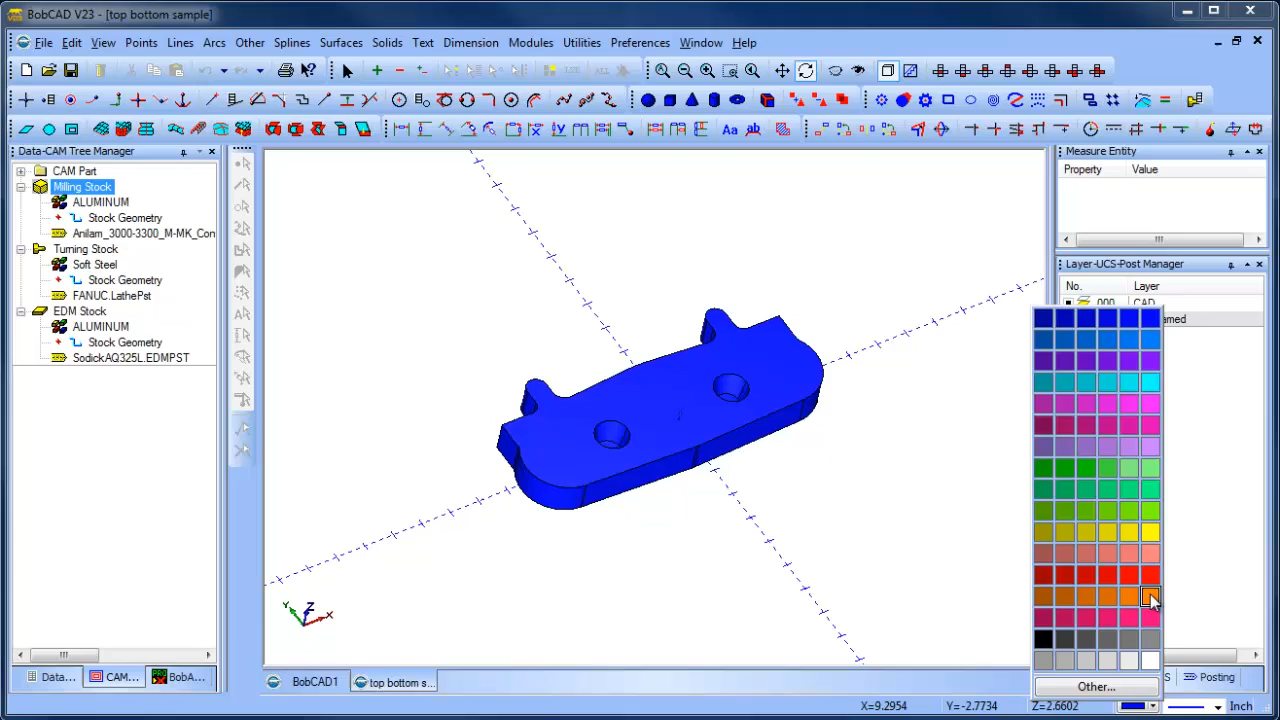 BobCAD V23 - [top bottom sample]
File Edit View Points Lines Arcs Other Splines Surfaces Solids Text Dimension Modules Utilities Preferences Window Help
Data-CAM Tree Manager
Measure Entity
CAM Part
Property Value
Milling Stock
ALUMINUM
Stock Geometry
Anilam_3000-3300_M-MK_Con
Turning Stock
Soft Steel
Layer-UCS-Post Manager
Stock Geometry
No. Layer
FANUC.LathePst
000 CAD
EDM Stock
amed
ALUMINUM
Stock Geometry
SodickAQ325L.EDMPST
Y Z X
Data... CAM... BobA...
BobCAD1 top bottom s...
S Posting
Other...
X=9.2954 Y=-2.7734 Z=2.6602 Inch